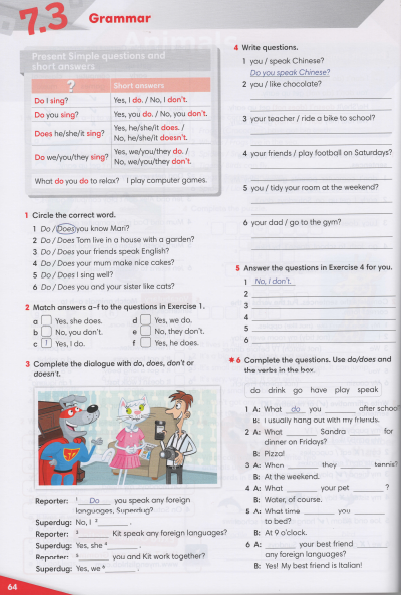 7.3 Grammar
Present Simple questions and
short answers
? Short answers
Do I sing? Yes, I do. / No, I don't.
Do you sing? Yes, you do. / No, you don't.
Does he/she/it sing? Yes, he/she/it does. /
No, he/she/it doesn't.
Do we/you/they sing? Yes, we/you/they do. /
No, we/you/they don't.
What do you do to relax? I play computer games.
1 Circle the correct word.
1 Do / Does you know Mari?
2 Do / Does Tom live in a house with a garden?
3 Do / Does your friends speak English?
4 Do / Does your mum make nice cakes?
5 Do / Does I sing well?
6 Do / Does you and your sister like cats?
2 Match answers a–f to the questions in Exercise 1.
a Yes, she does. d Yes, we do.
b No, you don't. e No, they don't.
c 1 Yes, I do. f Yes, he does.
3 Complete the dialogue with do, does, don't or
doesn't.
Reporter: 1 Do you speak any foreign
languages, Superdug?
Superdug: No, I 2 .
Reporter: 3 Kit speak any foreign languages?
Superdug: Yes, she 4 .
Reporter: 5 you and Kit work together?
Superdug: Yes, we 6 .
64
4 Write questions.
1 you / speak Chinese?
Do you speak Chinese?
2 you / like chocolate?
3 your teacher / ride a bike to school?
4 your friends / play football on Saturdays?
5 you / tidy your room at the weekend?
6 your dad / go to the gym?
5 Answer the questions in Exercise 4 for you.
1 No, I don't.
2
3
4
5
6
*6 Complete the questions. Use do/does and
the verbs in the box.
do drink go have play speak
1 A: What do you after school?
B: I usually hang out with my friends.
2 A: What Sandra for
dinner on Fridays?
B: Pizza!
3 A: When they tennis?
B: At the weekend.
4 A: What your pet ?
B: Water, of course.
5 A: What time you
to bed?
B: At 9 o'clock.
6 A: your best friend
any foreign languages?
B: Yes! My best friend is Italian!